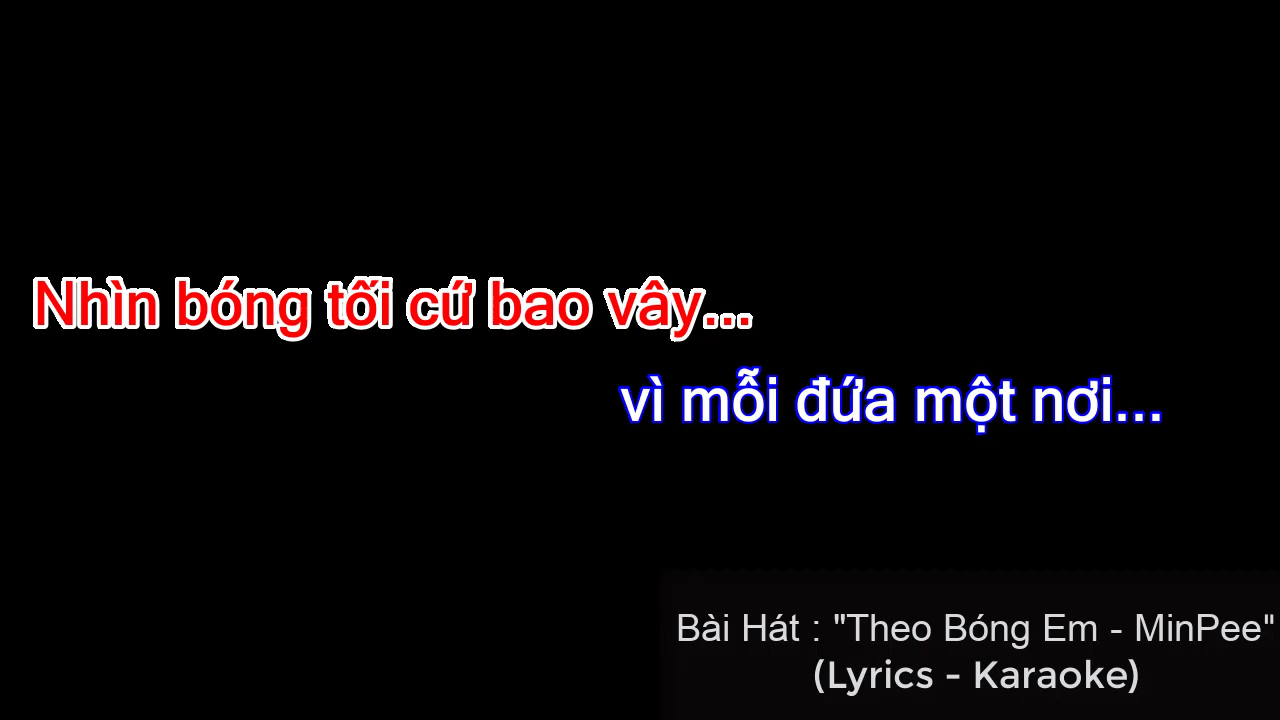 Nhìn bóng tối cứ bao vây...
vì mỗi đứa một nơi...
Bài Hát : "Theo Bóng Em - MinPee"
(Lyrics - Karaoke)